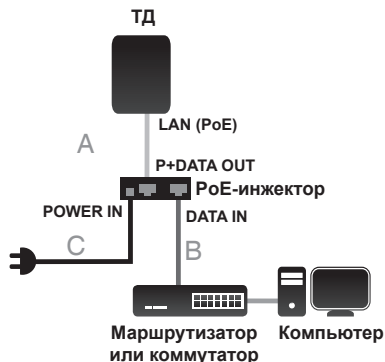 ТД
LAN (PoE)
A
P+DATA OUT
PoE-инжектор
POWER IN
DATA IN
C
B
Маршрутизатор
или коммутатор
Компьютер